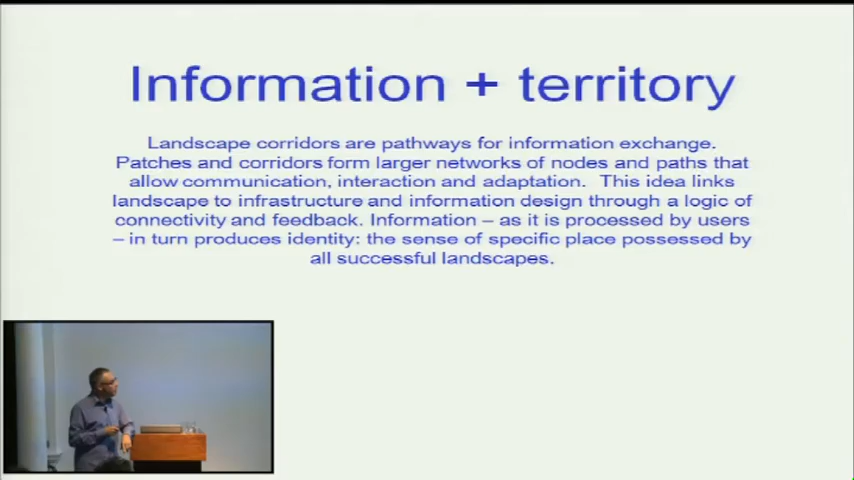 Information + territory
Landscape corridors are pathways for information exchange.
Patches and corridors form larger networks of nodes and paths that
allow communication, interaction and adaptation. This idea links
landscape to infrastructure and information design through a logic of
connectivity and feedback. Information – as it is processed by users
– in turn produces identity: the sense of specific place possessed by
all successful landscapes.